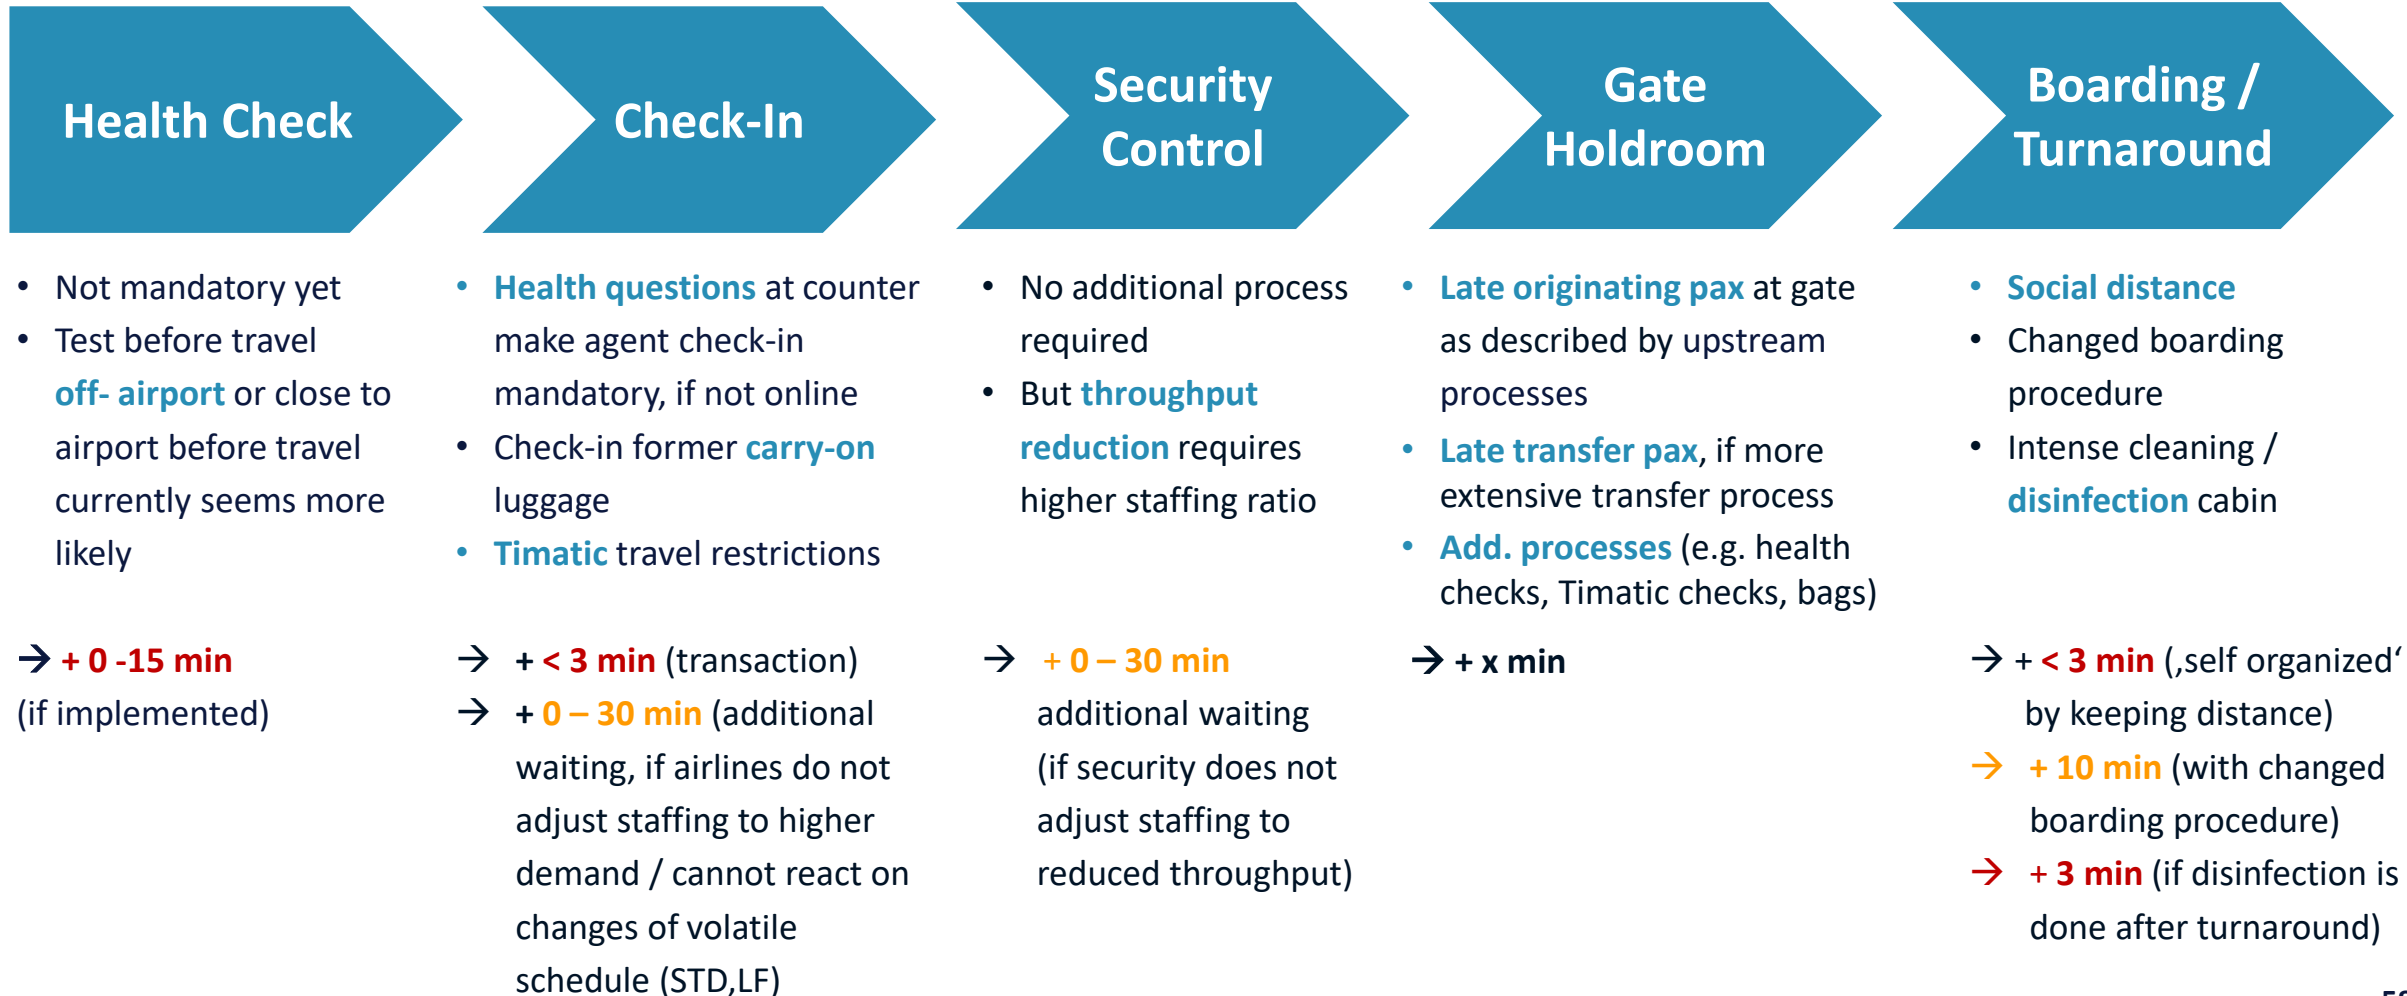 Health Check
Check-In
Security
Control
Gate
Holdroom
Boarding /
Turnaround
• Not mandatory yet
• Test before travel
off- airport or close to
airport before travel
currently seems more
likely
→ + 0 -15 min
(if implemented)
• Health questions at counter
make agent check-in
mandatory, if not online
• Check-in former carry-on
luggage
• Timatic travel restrictions
→ + < 3 min (transaction)
→ + 0 – 30 min (additional
waiting, if airlines do not
adjust staffing to higher
demand / cannot react on
changes of volatile
schedule (STD,LF)
• No additional process
required
• But throughput
reduction requires
higher staffing ratio
→ + 0 – 30 min
additional waiting
(if security does not
adjust staffing to
reduced throughput)
• Late originating pax at gate
as described by upstream
processes
• Late transfer pax, if more
extensive transfer process
• Add. processes (e.g. health
checks, Timatic checks, bags)
→ + x min
• Social distance
• Changed boarding
procedure
• Intense cleaning /
disinfection cabin
→ + < 3 min (‚self organized‘
by keeping distance)
→ + 10 min (with changed
boarding procedure)
→ + 3 min (if disinfection is
done after turnaround)